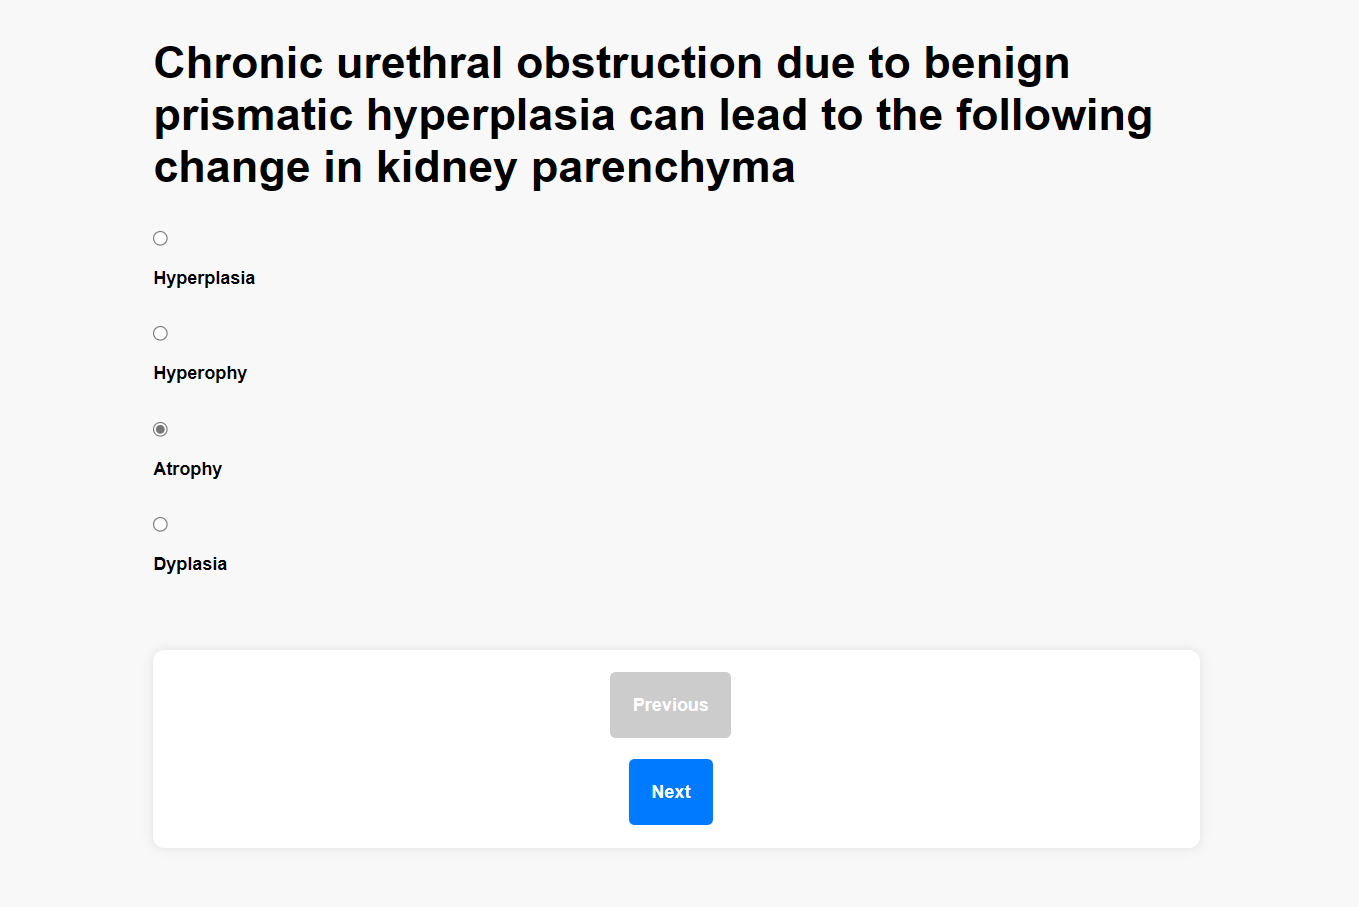 Chronic urethral obstruction due to benign
prismatic hyperplasia can lead to the following
change in kidney parenchyma
Hyperplasia
Hyperophy
Atrophy
Dyplasia
Previous
Next